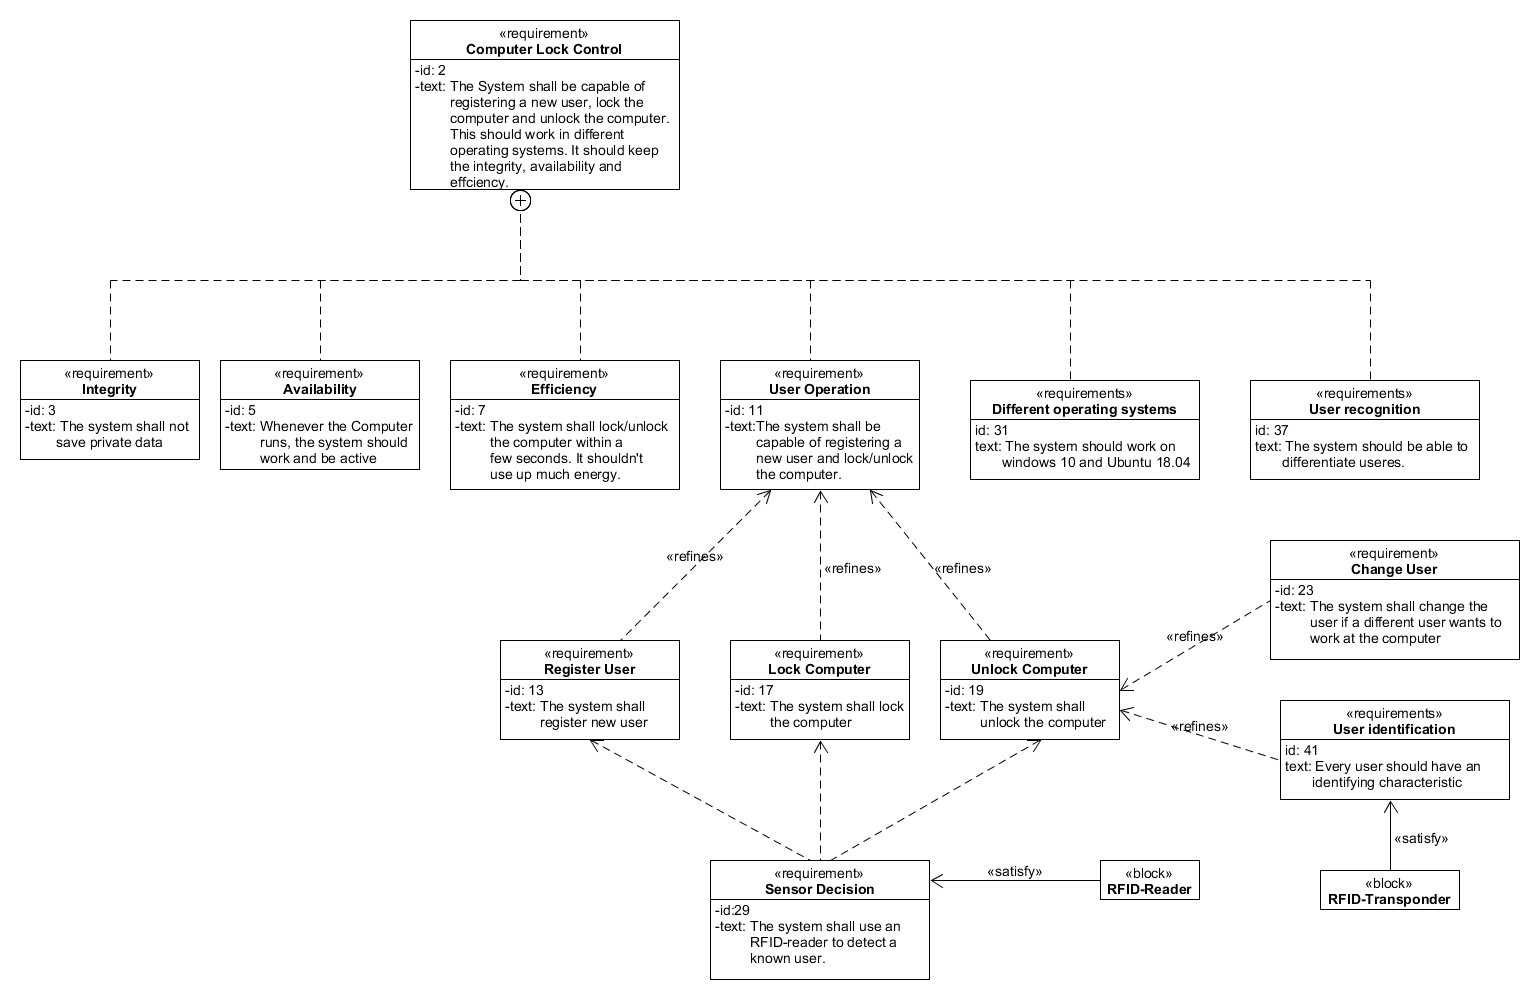 «requirement»
Computer Lock Control
-id: 2
-text: The System shall be capable of
registering a new user, lock the
computer and unlock the computer.
This should work in different
operating systems. It should keep
the integrity, availability and
effciency.
«requirement»
Integrity
-id: 3
-text: The system shall not
save private data
«requirement»
Availability
-id: 5
-text: Whenever the Computer
runs, the system should
work and be active
«requirement»
Efficiency
-id: 7
-text: The system shall lock/unlock
the computer within a
few seconds. It shouldn't
use up much energy.
«requirement»
User Operation
-id: 11
-text:The system shall be
capable of registering a
new user and lock/unlock
the computer.
«requirements»
Different operating systems
id: 31
text: The system should work on
windows 10 and Ubuntu 18.04
«requirements»
User recognition
id: 37
text: The system should be able to
differentiate useres.
«refines»
«refines»
«refines»
«requirement»
Change User
-id: 23
-text: The system shall change the
user if a different user wants to
work at the computer
«refines»
«requirement»
Register User
-id: 13
-text: The system shall
register new user
«requirement»
Lock Computer
-id: 17
-text: The system shall lock
the computer
«requirement»
Unlock Computer
-id: 19
-text: The system shall
unlock the computer
«refines»
«requirements»
User identification
id: 41
text: Every user should have an
identifying characteristic
«satisfy»
«requirement»
Sensor Decision
-id:29
-text: The system shall use an
RFID-reader to detect a
known user.
«satisfy»
«block»
RFID-Reader
«block»
RFID-Transponder